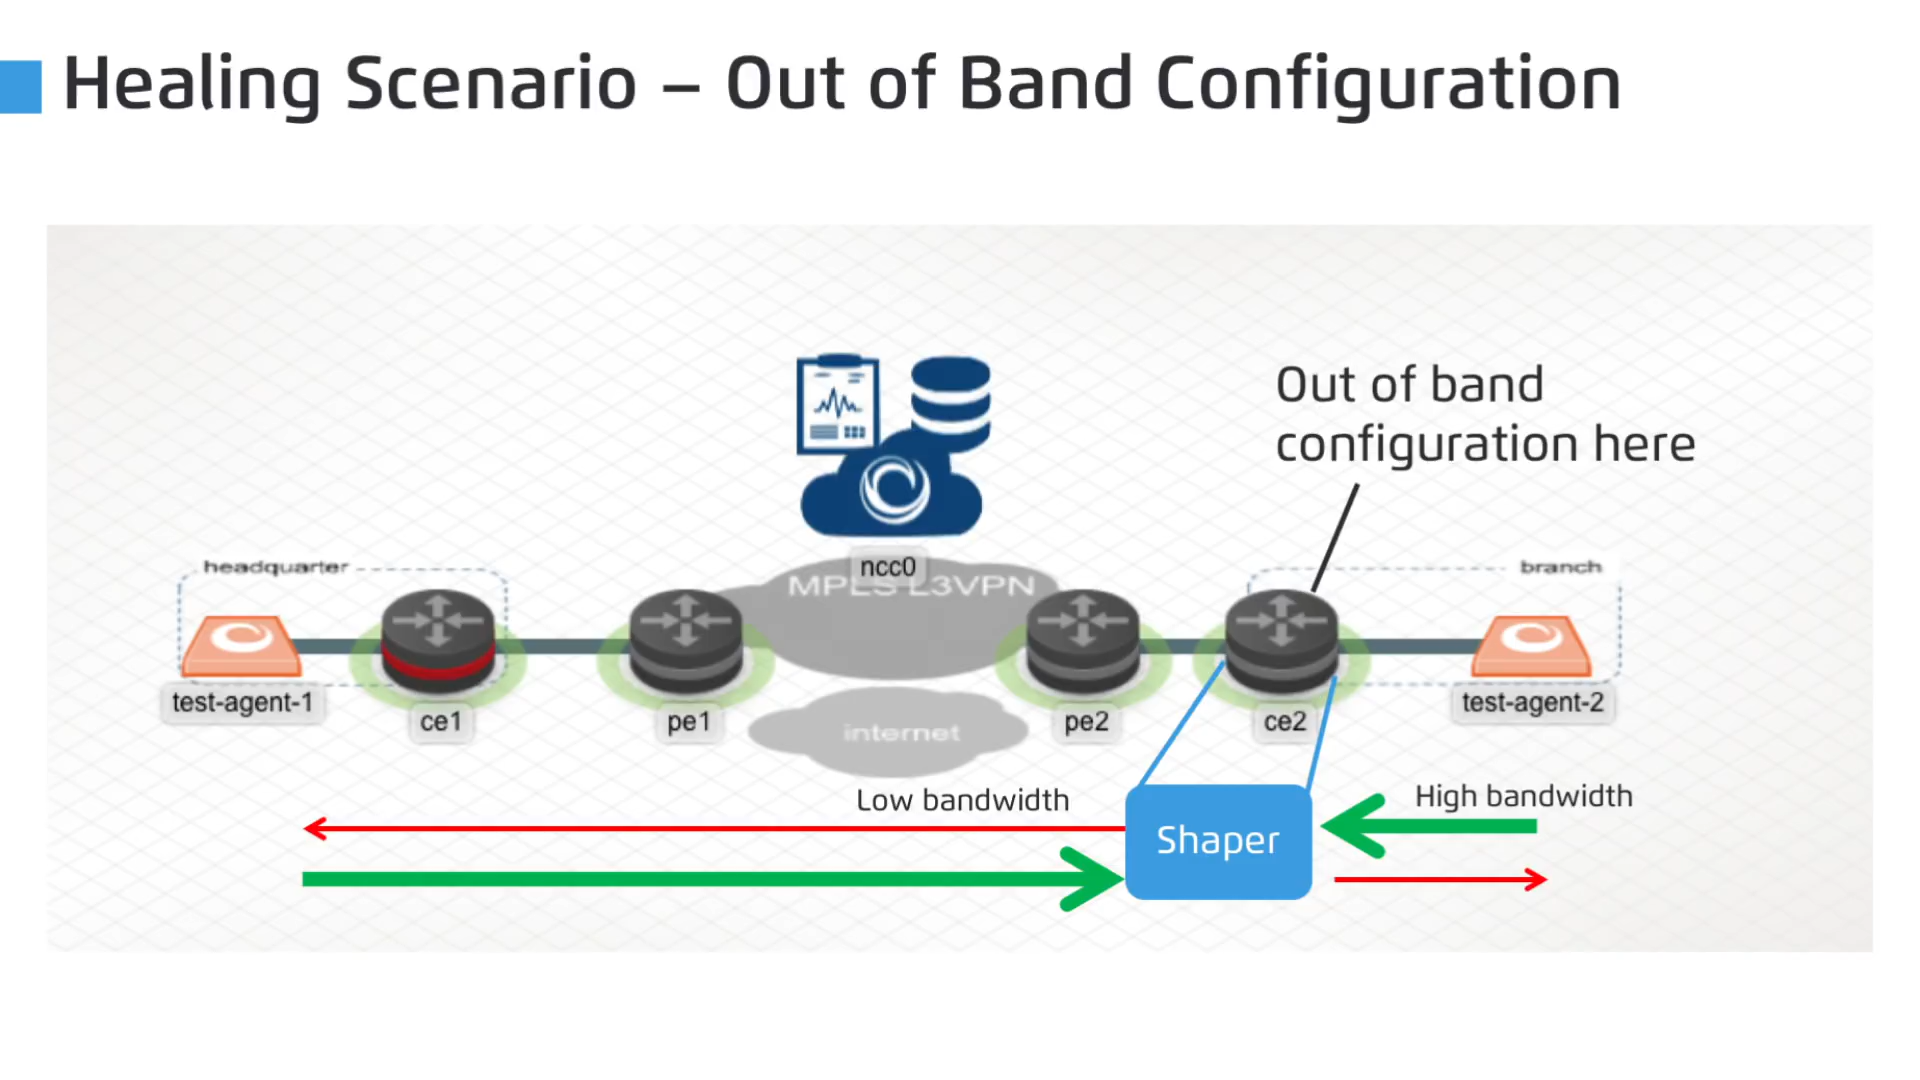 Healing Scenario – Out of Band Configuration
Out of band
configuration here
ncc0
MPLS L3VPN
headquarter
branch
test-agent-1
ce1
pe1
internet
pe2
ce2
test-agent-2
Low bandwidth
High bandwidth
Shaper